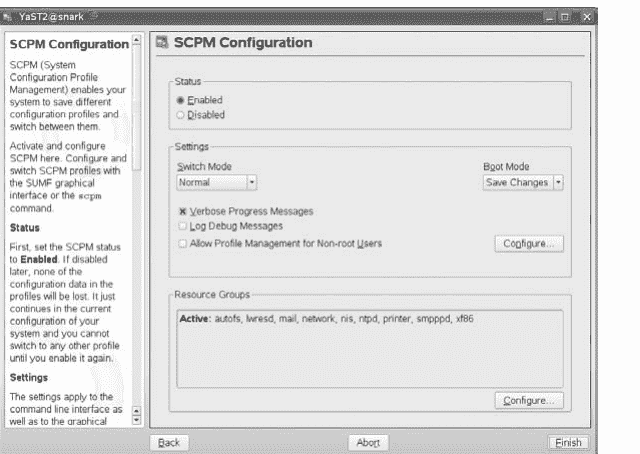 YaST2@snark
SCPM Configuration
SCPM (System
Configuration Profile
Management) enables your
system to save different
configuration profiles and
switch between them.
Activate and configure
SCPM here. Configure and
switch SCPM profiles with
the SUMF graphical
interface or the scpm
command.
Status
First, set the SCPM status
to Enabled. If disabled
later, none of the
configuration data in the
profiles will be lost. It just
continues in the current
configuration of your
system and you cannot
switch to any other profile
until you enable it again.
Settings
The settings apply to the
command line interface as
well as to the graphical
SCPM Configuration
Status
Enabled
Disabled
Settings
Switch Mode
Boot Mode
Normal
Save Changes
Verbose Progress Messages
Log Debug Messages
Allow Profile Management for Non-root Users
Configure...
Resource Groups
Active: autofs, lwresd, mail, network, nis, ntpd, printer, smpppd, xf86
Configure...
Back
Abort
Finish